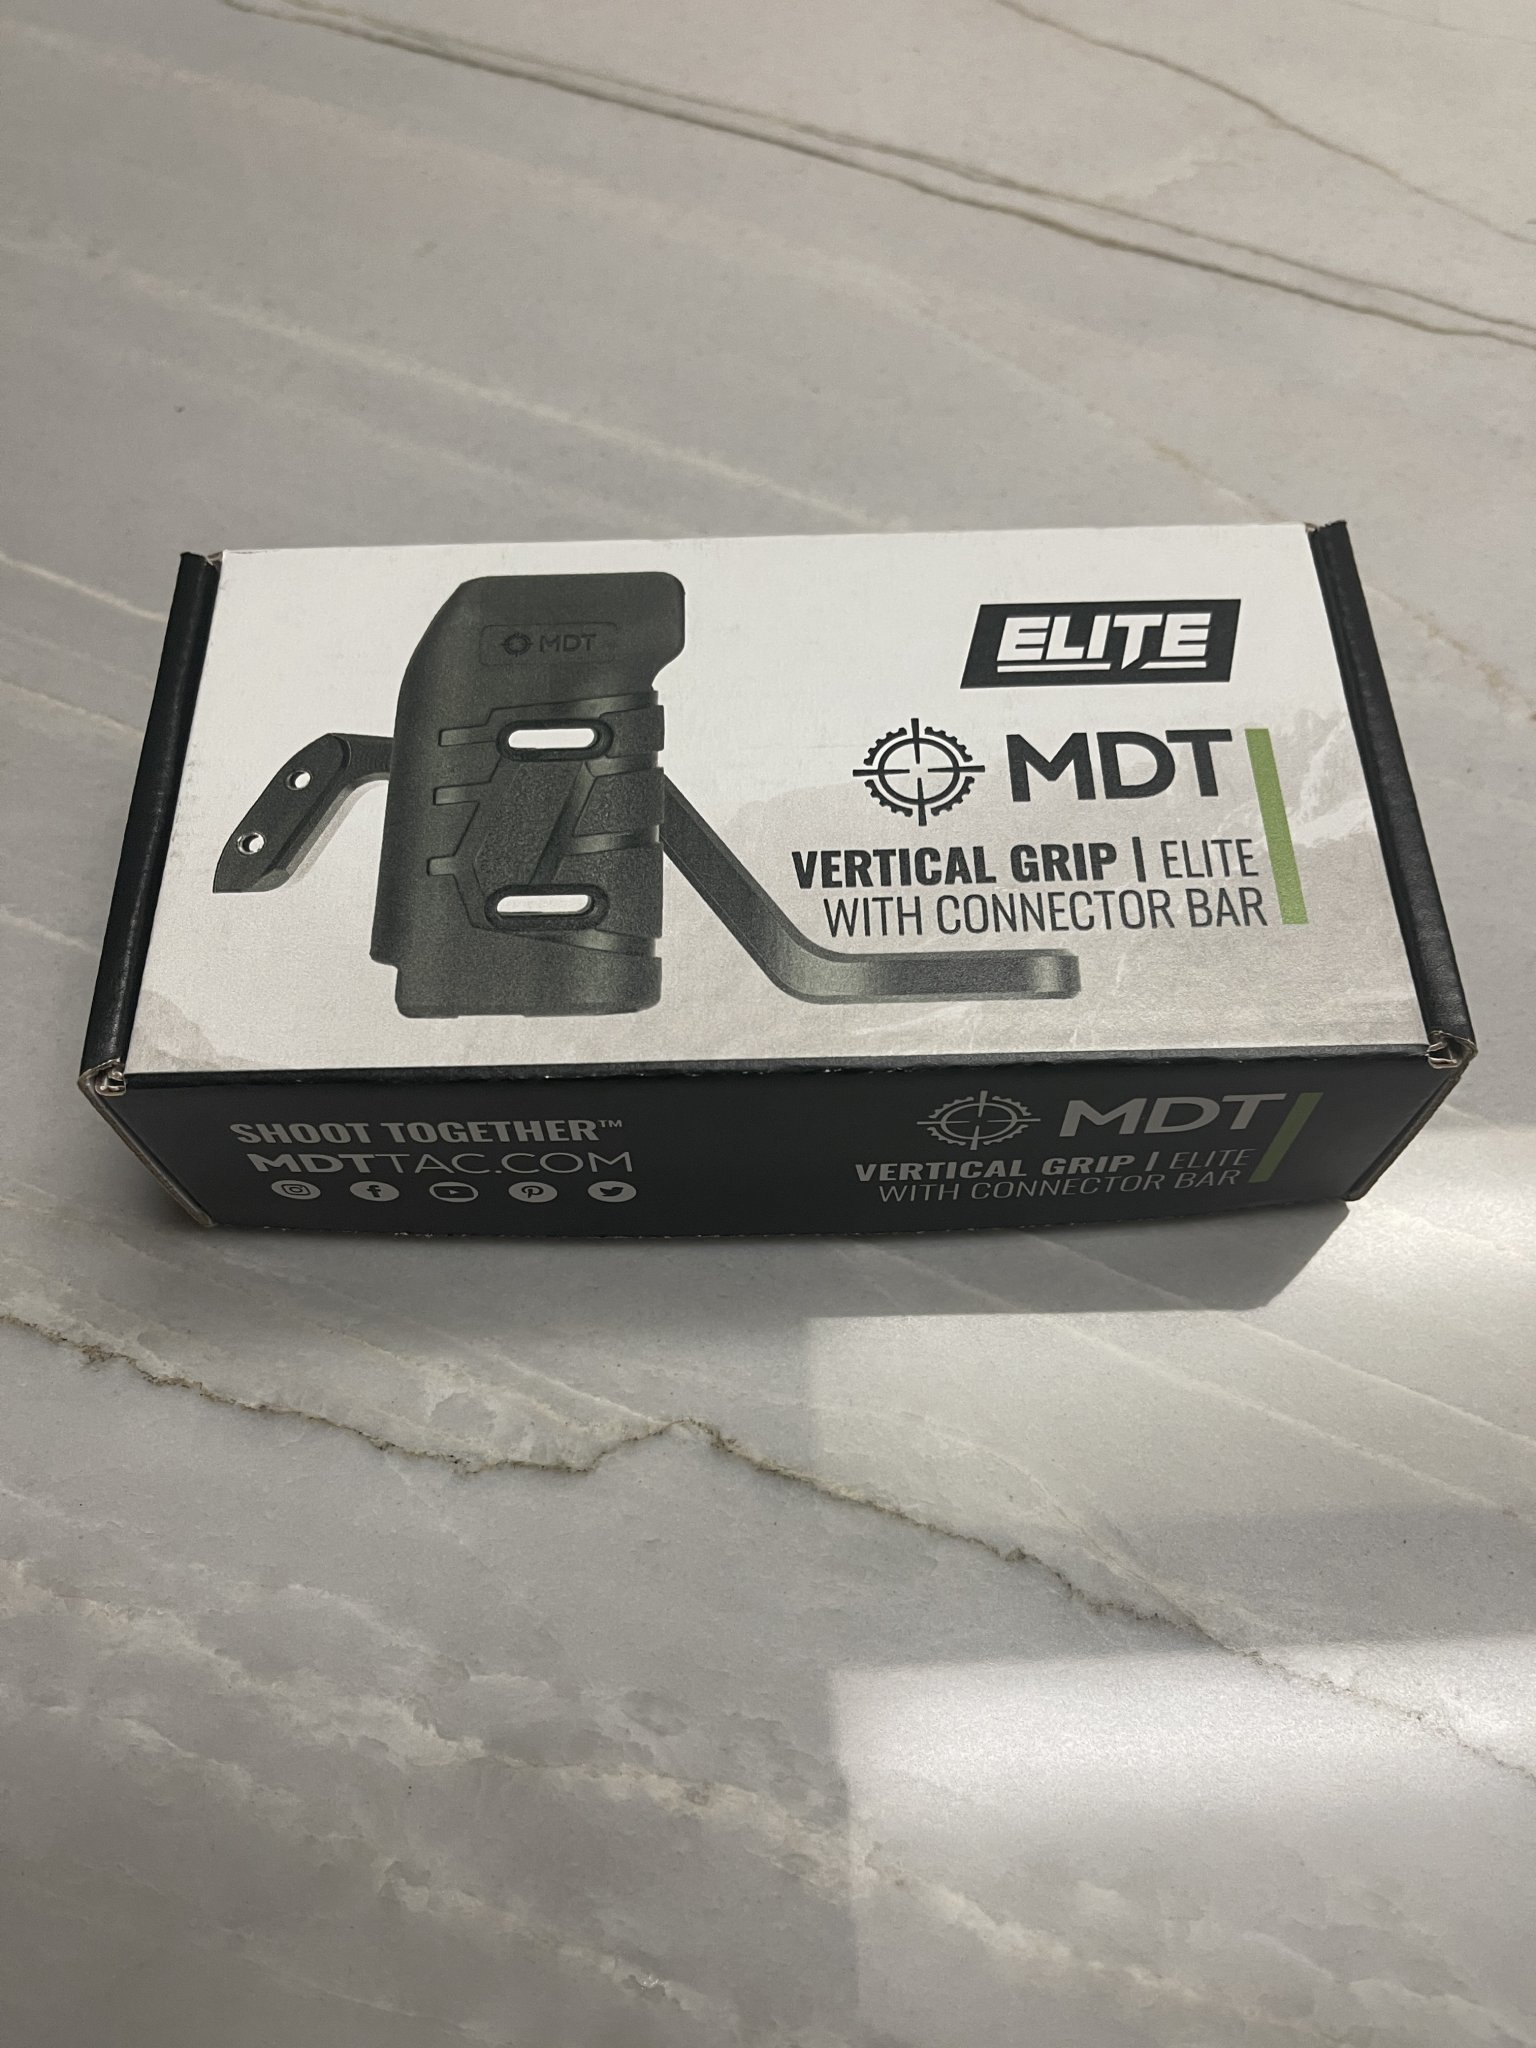 MDT
ELITE
MDT
VERTICAL GRIP | ELITE
WITH CONNECTOR BAR
SHOOT TOGETHER™
MDTTAC.COM
MDT
VERTICAL GRIP | ELITE
WITH CONNECTOR BAR